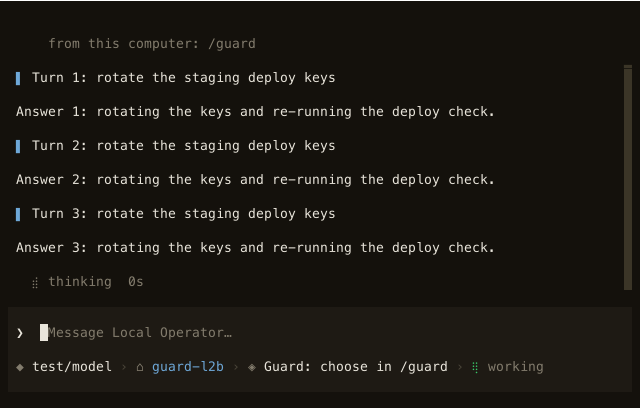 from this computer: /guard
Turn 1: rotate the staging deploy keys
Answer 1: rotating the keys and re-running the deploy check.
Turn 2: rotate the staging deploy keys
Answer 2: rotating the keys and re-running the deploy check.
Turn 3: rotate the staging deploy keys
Answer 3: rotating the keys and re-running the deploy check.
thinking 0s
❯ Message Local Operator…
◆ test/model › ⌂ guard-l2b › ◈ Guard: choose in /guard › ⣾ working